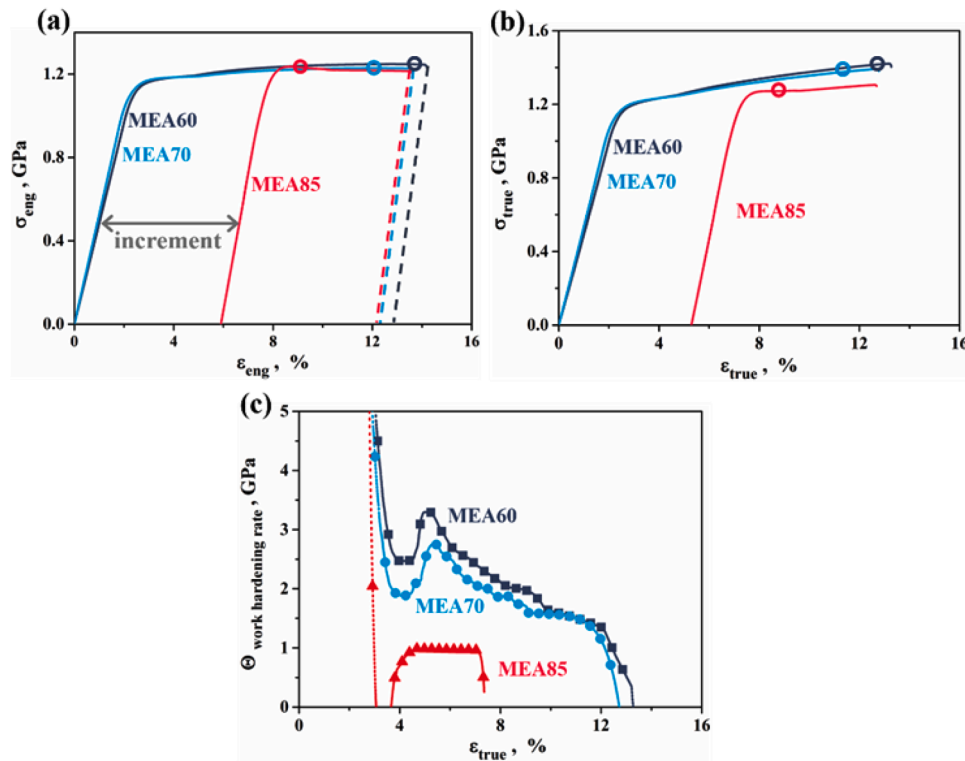 (a)
1.2
0.8
0.4
0.0
σeng , GPa
MEA60
MEA70
MEA85
increment
0 4 8 12 16
εeng , %
(b)
1.6
1.2
0.8
0.4
0.0
σtrue, GPa
MEA60
MEA70
MEA85
0 4 8 12 16
εtrue, %
(c)
5
4
3
2
1
0
Θ work hardening rate , GPa
MEA60
MEA70
MEA85
0 4 8 12 16
εtrue, %